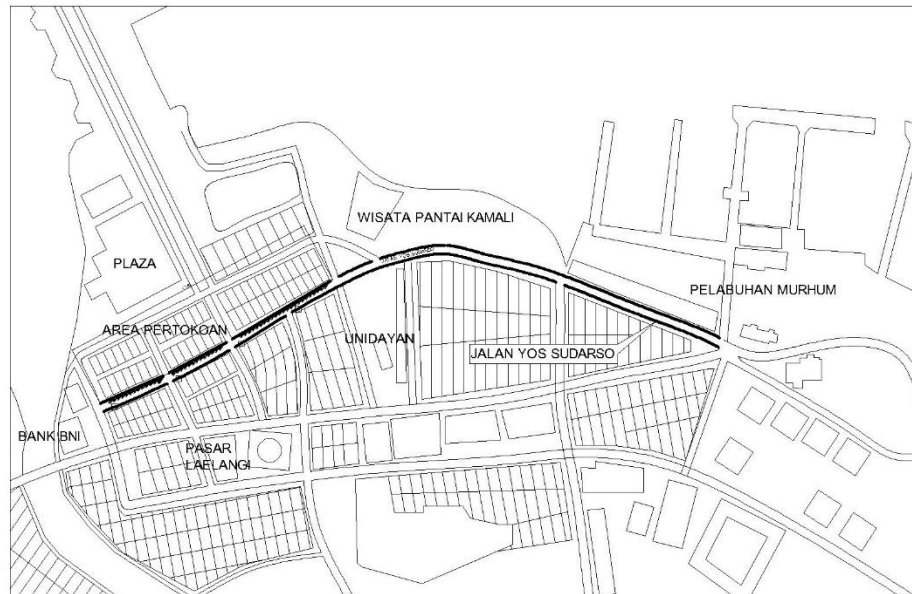 WISATA PANTAI KAMALI
PLAZA
PELABUHAN MURHUM
AREA PERTOKOAN
UNIDAYAN
JALAN YOS SUDARSO
BANK BNI
PASAR
LAELANGI